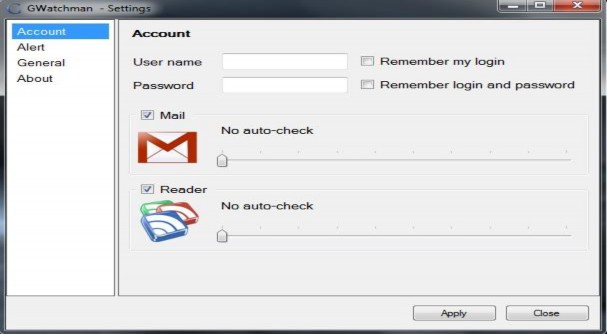 GWatchman - Settings
Account
Alert
General
About
Account
User name
Remember my login
Password
Remember login and password
Mail
No auto-check
Reader
No auto-check
Apply
Close